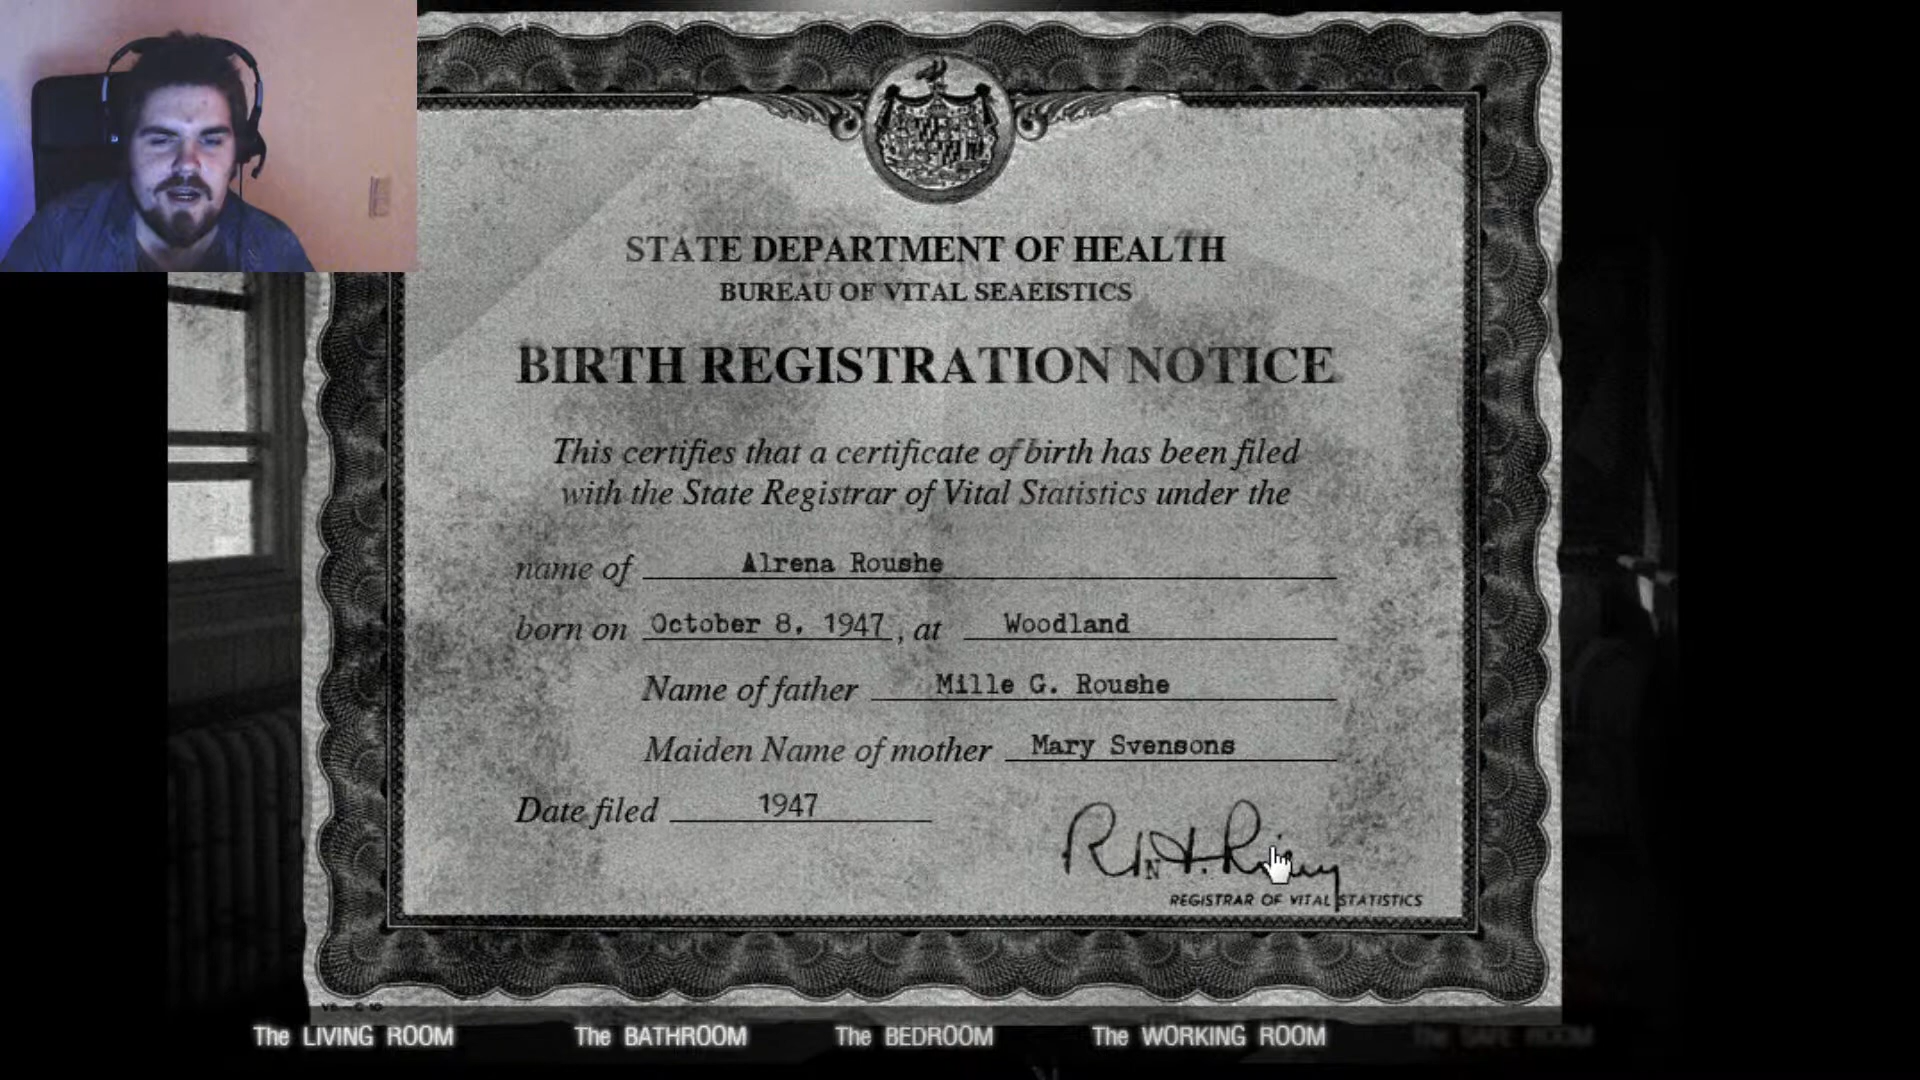 STATE DEPARTMENT OF HEALTH
BUREAU OF VITAL SEAEISTICS
BIRTH REGISTRATION NOTICE
This certifies that a certificate of birth has been filed
with the State Registrar of Vital Statistics under the
name of Alrena Roushe
born on October 8, 1947, at Woodland
Name of father Mille G. Roushe
Maiden Name of mother Mary Svensons
Date filed 1947
N
REGISTRAR OF VITAL STATISTICS
The LIVING ROOM The BATHROOM The BEDROOM The WORKING ROOM The SAFE ROOM